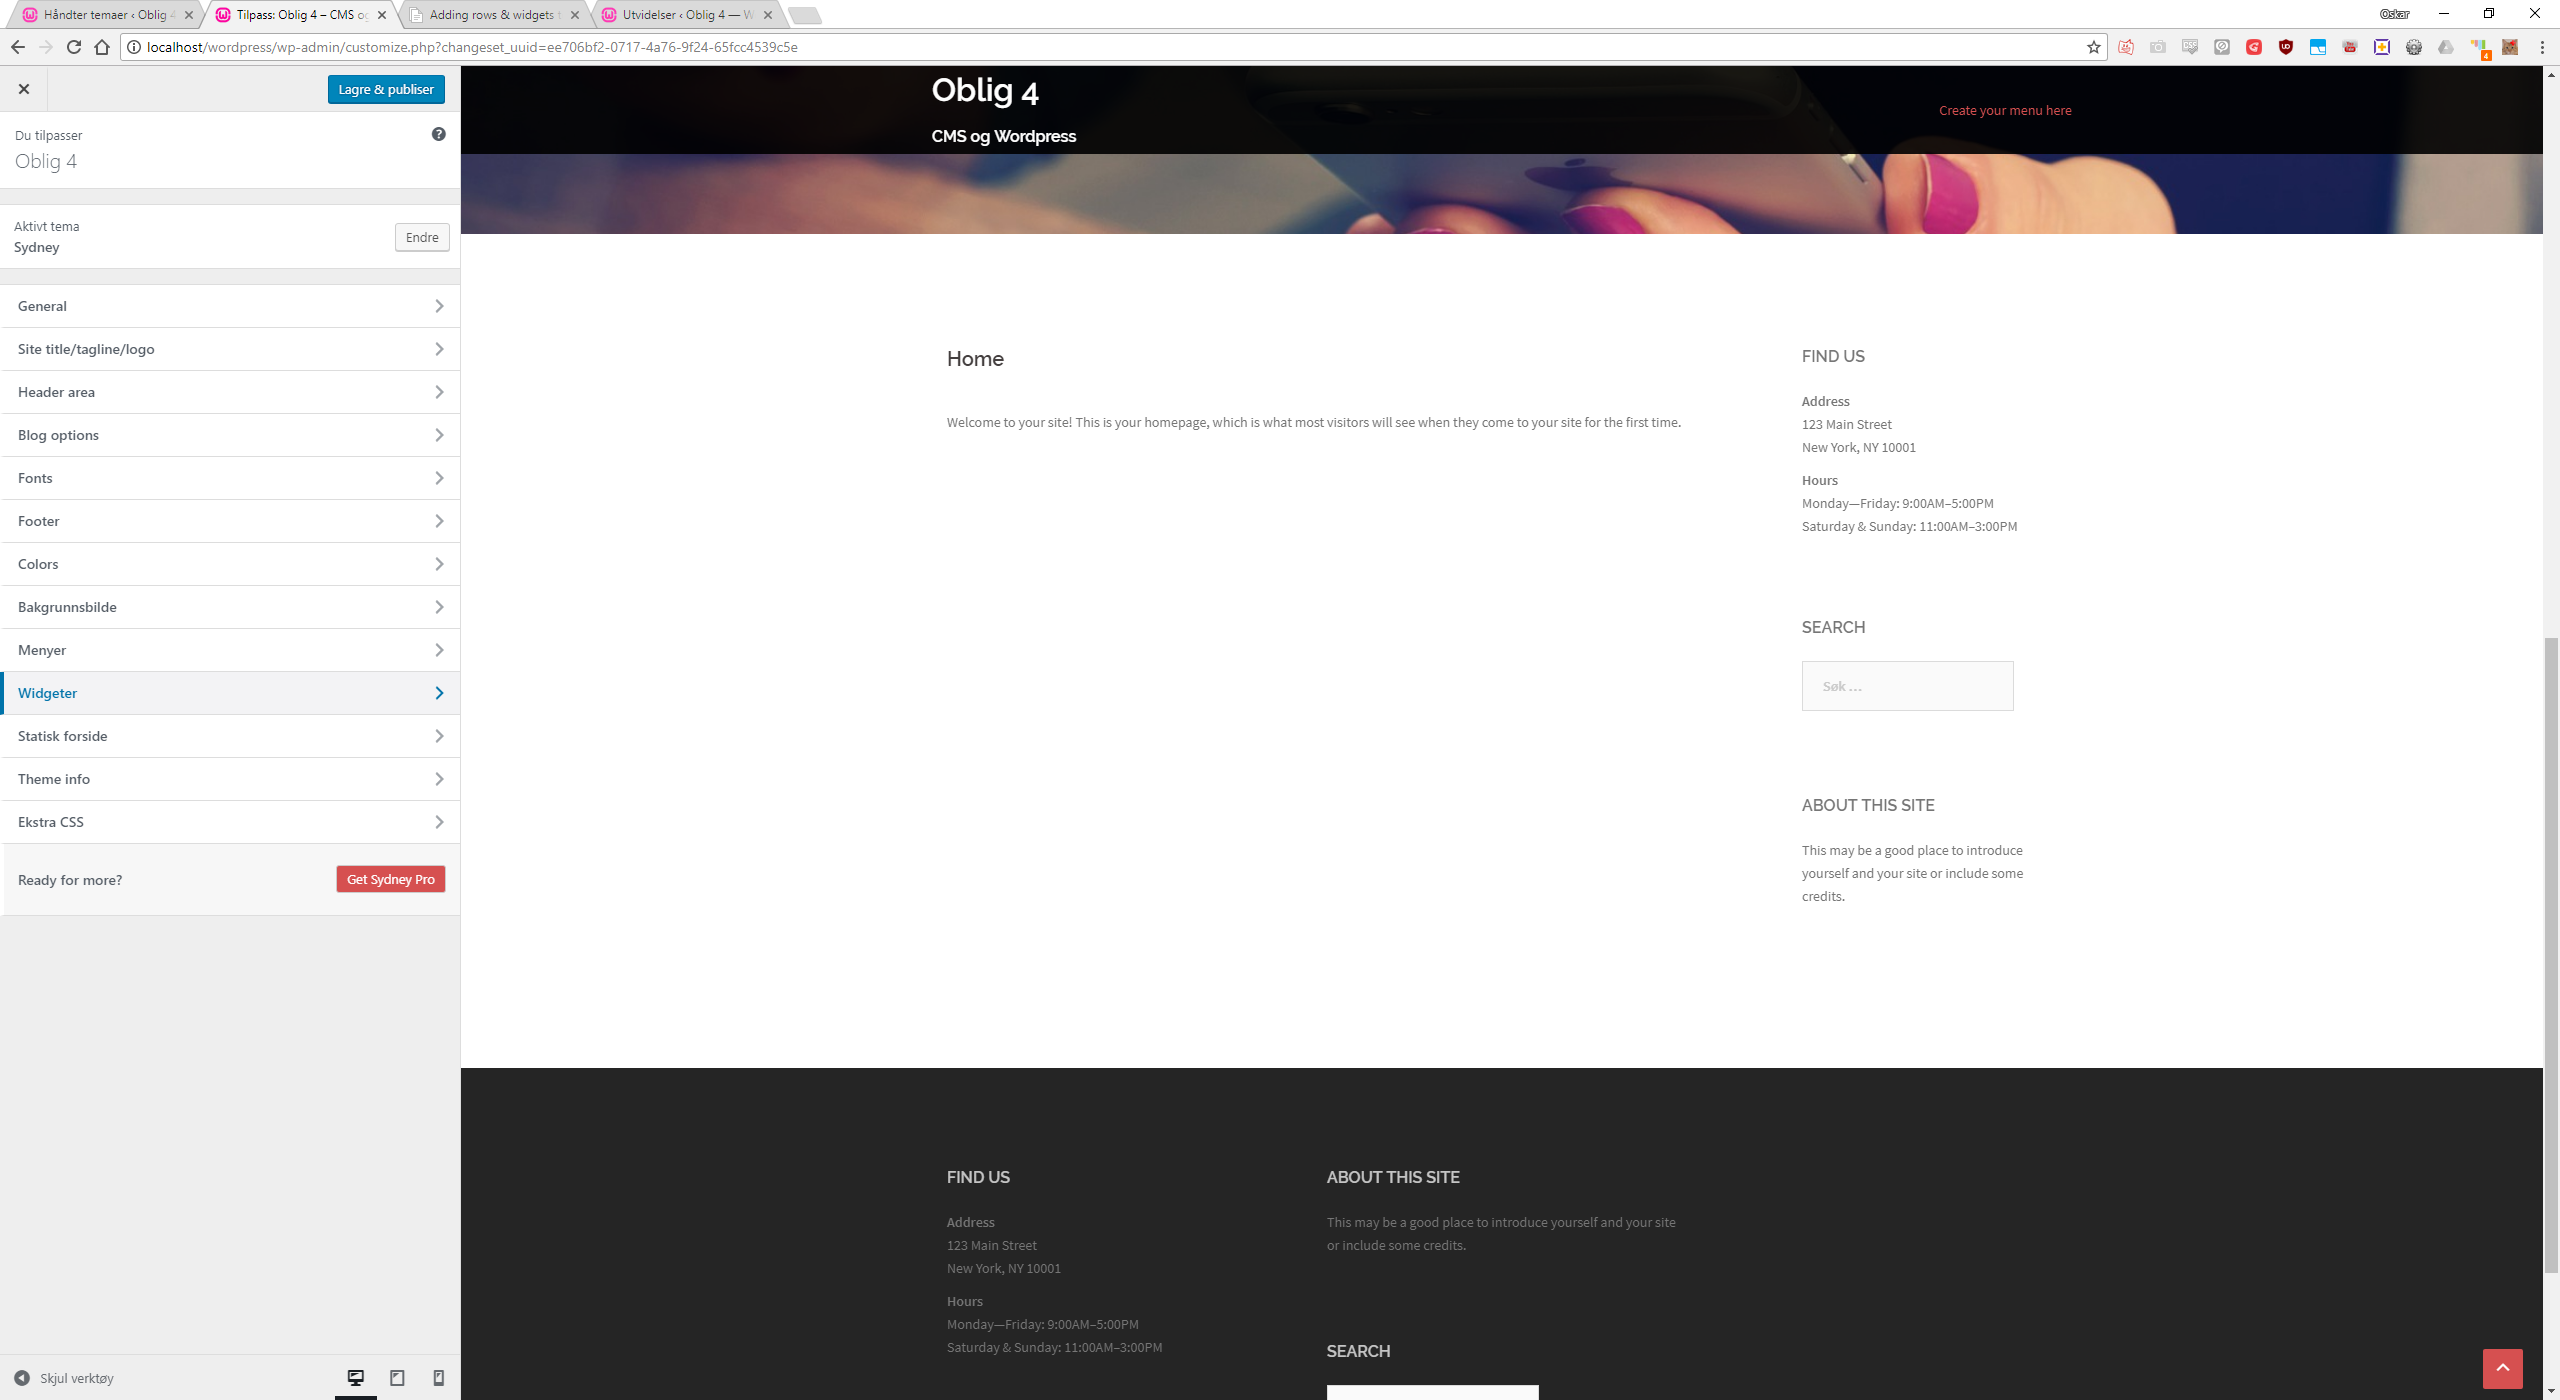 Håndter temaer ‹ Oblig 4
Tilpass: Oblig 4 – CMS og
Adding rows & widgets
Utvidelser ‹ Oblig 4 — W
Oskar
localhost/wordpress/wp-admin/customize.php?changeset_uuid=ee706bf2-0717-4a76-9f24-65fcc4539c5e
Lagre & publiser
Du tilpasser
Oblig 4
Aktivt tema
Sydney
Endre
General
Site title/tagline/logo
Header area
Blog options
Fonts
Footer
Colors
Bakgrunnsbilde
Menyer
Widgeter
Statisk forside
Theme info
Ekstra CSS
Ready for more?
Get Sydney Pro
Skjul verktøy
Oblig 4
CMS og Wordpress
Create your menu here
Home
Welcome to your site! This is your homepage, which is what most visitors will see when they come to your site for the first time.
FIND US
Address
123 Main Street
New York, NY 10001
Hours
Monday—Friday: 9:00AM–5:00PM
Saturday & Sunday: 11:00AM–3:00PM
SEARCH
Søk …
ABOUT THIS SITE
This may be a good place to introduce
yourself and your site or include some
credits.
FIND US
Address
123 Main Street
New York, NY 10001
Hours
Monday—Friday: 9:00AM–5:00PM
Saturday & Sunday: 11:00AM–3:00PM
ABOUT THIS SITE
This may be a good place to introduce yourself and your site
or include some credits.
SEARCH